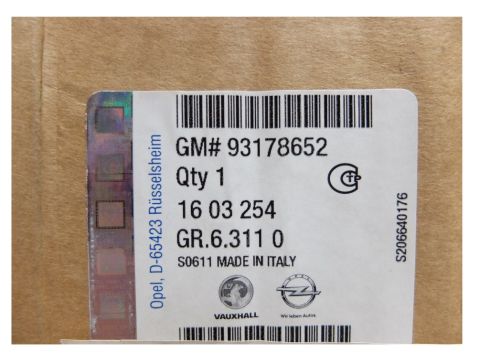 GM# 93178652
Qty 1
16 03 254
GR.6.311 0
S0611 MADE IN ITALY
VAUXHALL
Wir leben Autos.
Opel, D-65423 Rüsselsheim
S206640176